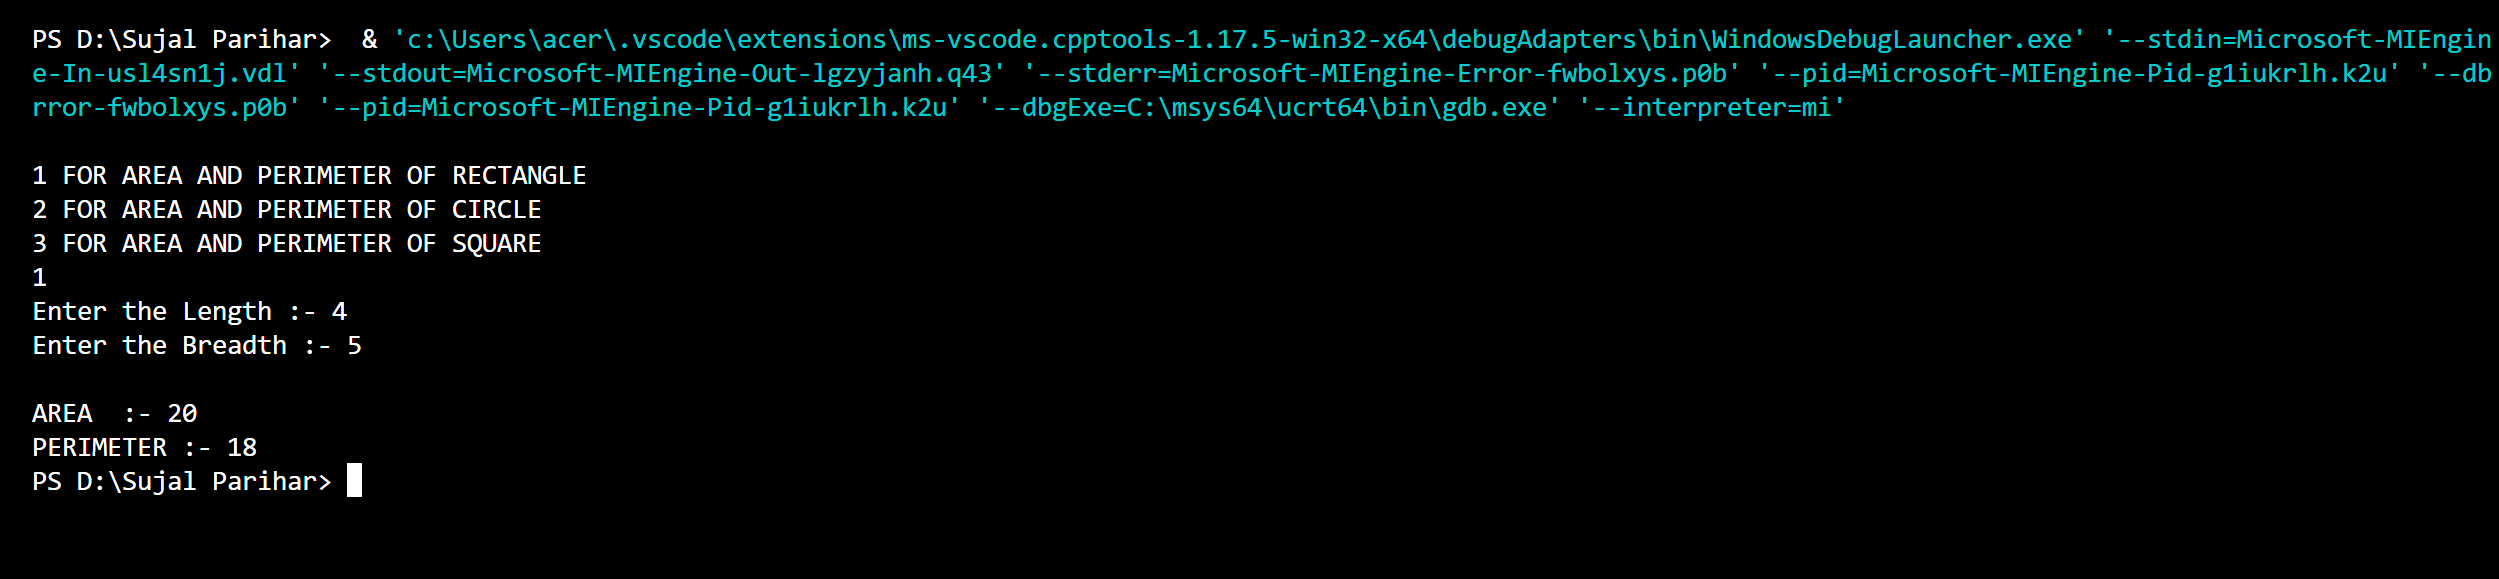 PS D:\Sujal Parihar>  & 'c:\Users\acer\.vscode\extensions\ms-vscode.cpptools-1.17.5-win32-x64\debugAdapters\bin\WindowsDebugLauncher.exe' '--stdin=Microsoft-MIEngin
e-In-usl4sn1j.vdl' '--stdout=Microsoft-MIEngine-Out-lgzyjanh.q43' '--stderr=Microsoft-MIEngine-Error-fwbolxys.p0b' '--pid=Microsoft-MIEngine-Pid-g1iukrlh.k2u' '--db
rror-fwbolxys.p0b' '--pid=Microsoft-MIEngine-Pid-g1iukrlh.k2u' '--dbgExe=C:\msys64\ucrt64\bin\gdb.exe' '--interpreter=mi'
1 FOR AREA AND PERIMETER OF RECTANGLE
2 FOR AREA AND PERIMETER OF CIRCLE
3 FOR AREA AND PERIMETER OF SQUARE
1
Enter the Length :- 4
Enter the Breadth :- 5
AREA  :- 20
PERIMETER :- 18
PS D:\Sujal Parihar>